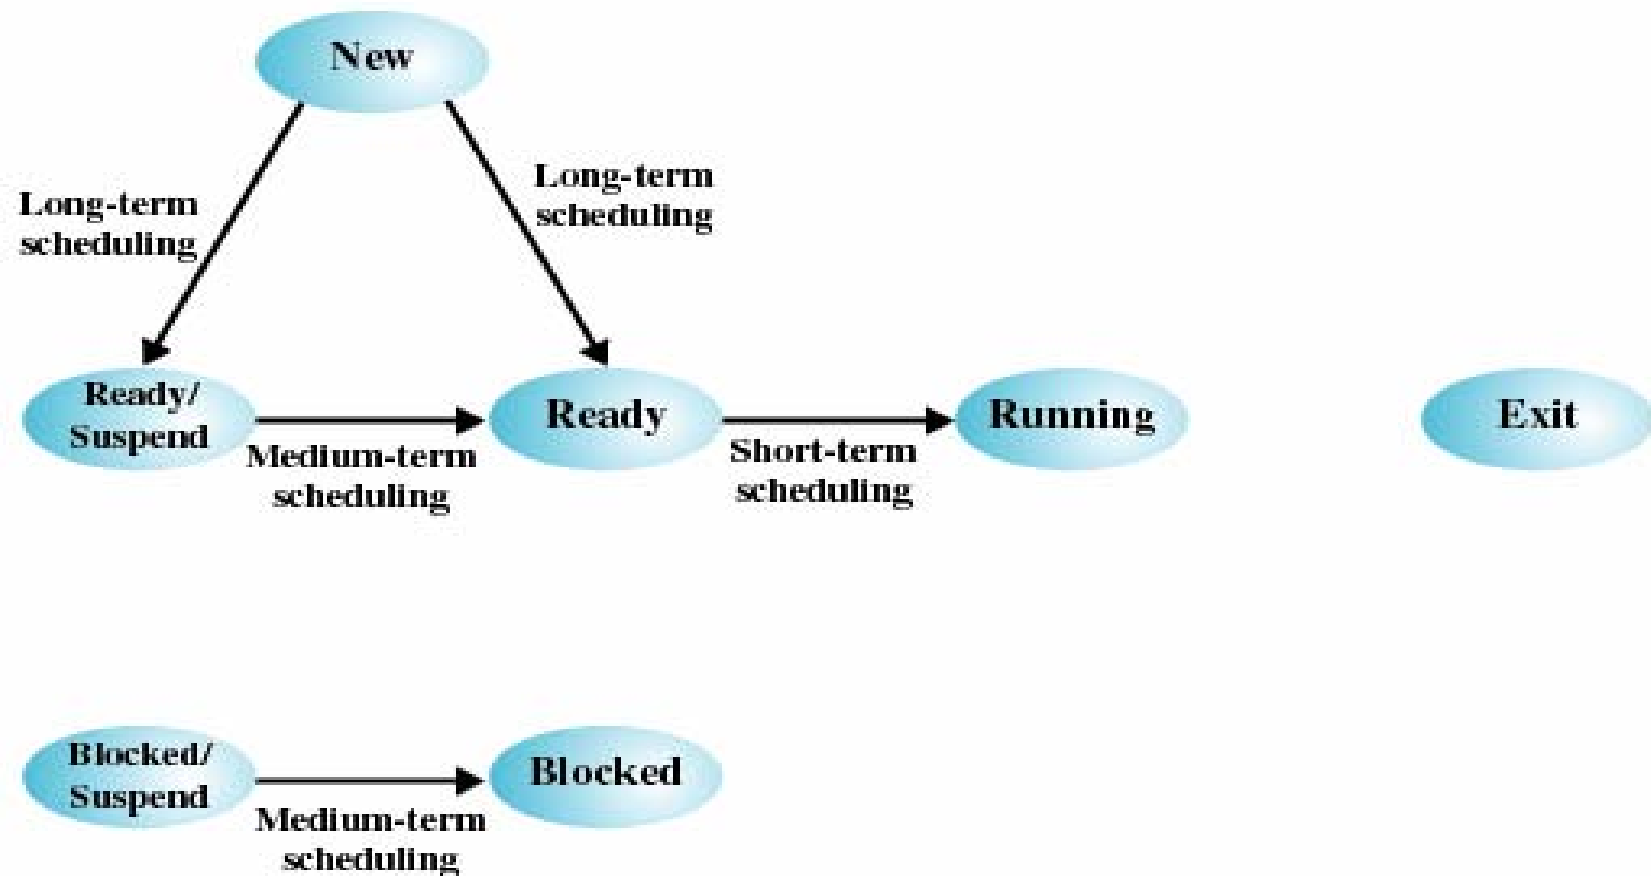 New
Long-term
scheduling
Long-term
scheduling
Ready/
Suspend
Medium-term
scheduling
Ready
Short-term
scheduling
Running
Exit
Blocked/
Suspend
Medium-term
scheduling
Blocked